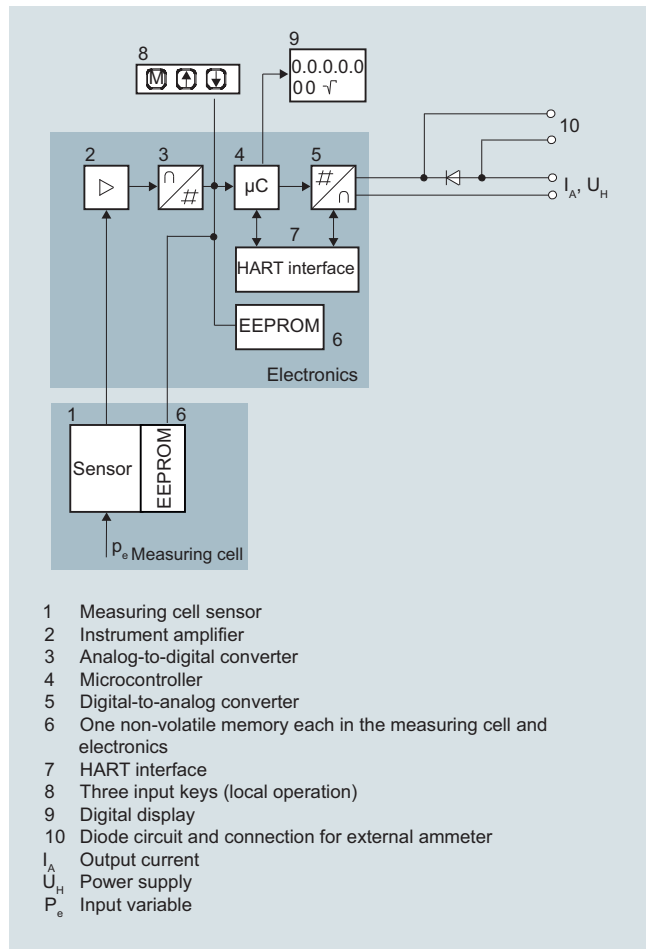 8
9
M
0.0.0.0.0
00 √
10
2
3
4
5
∩
#
µC
#
∩
I_A, U_H
7
HART interface
EEPROM
6
Electronics
1
6
Sensor
EEPROM
p_e Measuring cell
1 Measuring cell sensor
2 Instrument amplifier
3 Analog-to-digital converter
4 Microcontroller
5 Digital-to-analog converter
6 One non-volatile memory each in the measuring cell and
electronics
7 HART interface
8 Three input keys (local operation)
9 Digital display
10 Diode circuit and connection for external ammeter
I_A Output current
U_H Power supply
P_e Input variable